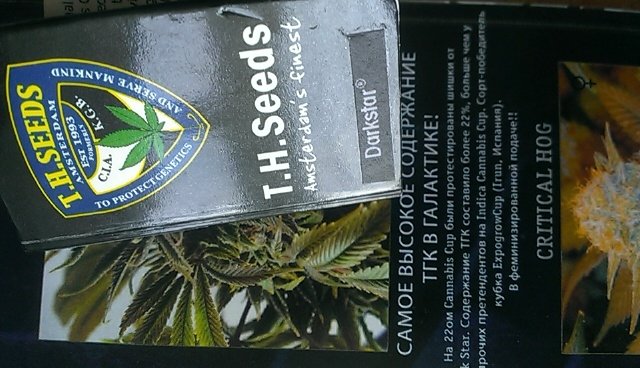 T.H.SEEDS
AMSTERDAM
EST 1993
FORMERLY
C.I.A.
K.G.B.
TO PROTECT GENETICS
AND SERVE MANKIND
T.H.Seeds
Amsterdam's finest
Darkstar®
САМОЕ ВЫСОКОЕ СОДЕРЖАНИЕ
ТГК В ГАЛАКТИКЕ!
На 22ом Cannabis Cup были протестированы шишки от
k Star. Содержание ТГК составило более 22%, больше чем у
прочих претендентов на Indica Cannabis Cup. Сорт-победитель
кубка ExpogrowCup (Irun, Испания).
В феминизированной подаче!!
CRITICAL HOG